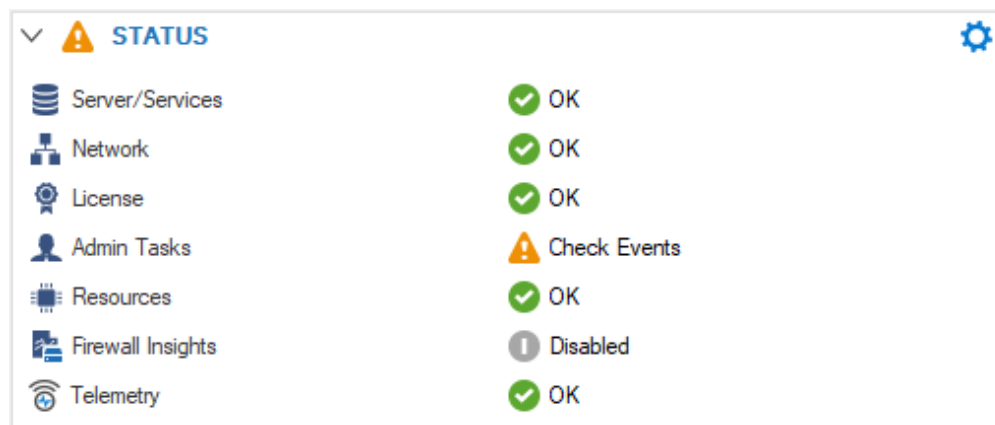 STATUS
Server/Services OK
Network OK
License OK
Admin Tasks Check Events
Resources OK
Firewall Insights Disabled
Telemetry OK